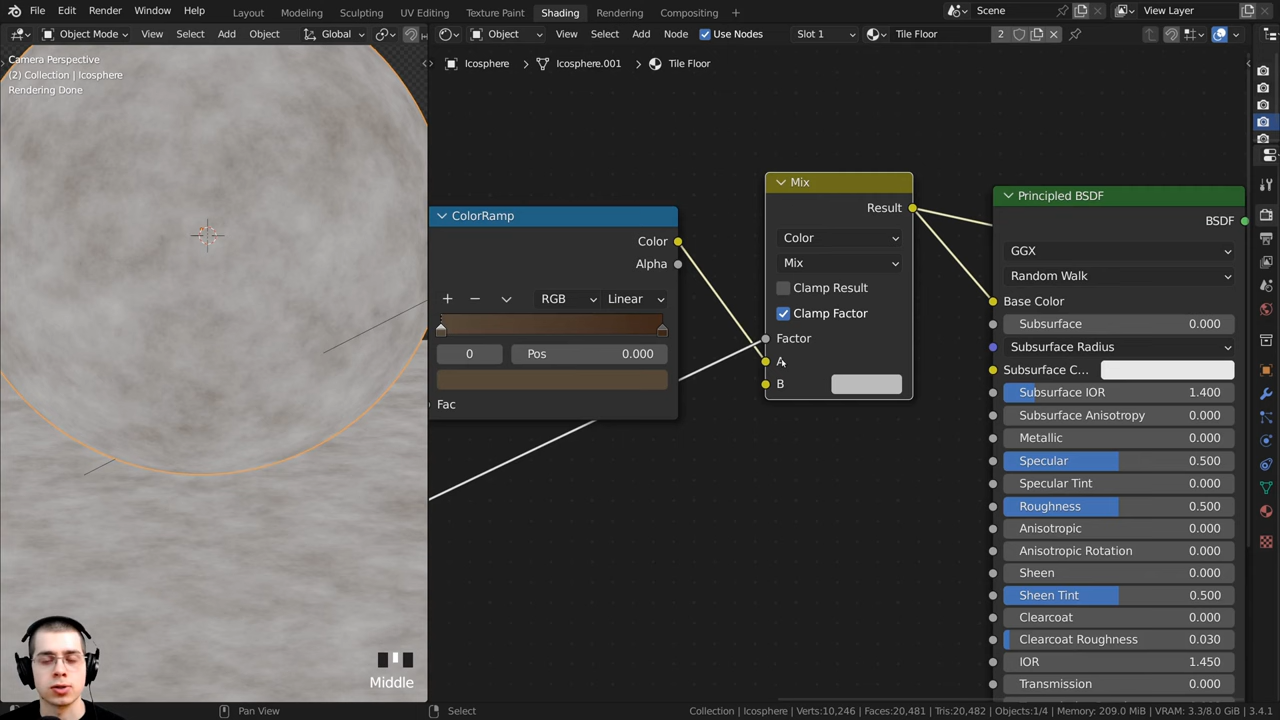 File Edit Render Window Help Layout Modeling Sculpting UV Editing Texture Paint Shading Rendering Compositing + Scene View Layer
Object Mode View Select Add Object Global Object View Select Add Node Use Nodes Slot 1 Tile Floor 2
Camera Perspective
(2) Collection | Icosphere
Rendering Done
Icosphere > Icosphere.001 > Tile Floor
Mix
Result
Color
Mix
Clamp Result
Clamp Factor
Factor
A
B
ColorRamp
Color
Alpha
RGB Linear
0 Pos 0.000
Fac
Principled BSDF
BSDF
GGX
Random Walk
Base Color
Subsurface 0.000
Subsurface Radius
Subsurface C...
Subsurface IOR 1.400
Subsurface Anisotropy 0.000
Metallic 0.000
Specular 0.500
Specular Tint 0.000
Roughness 0.500
Anisotropic 0.000
Anisotropic Rotation 0.000
Sheen 0.000
Sheen Tint 0.500
Clearcoat 0.000
Clearcoat Roughness 0.030
IOR 1.450
Transmission 0.000
Middle
Pan View Select Collection | Icosphere | Verts:10,246 | Faces:20,481 | Tris:20,482 | Objects:1/4 | Memory: 209.0 MiB | VRAM: 3.3/8.0 GiB | 3.4.1